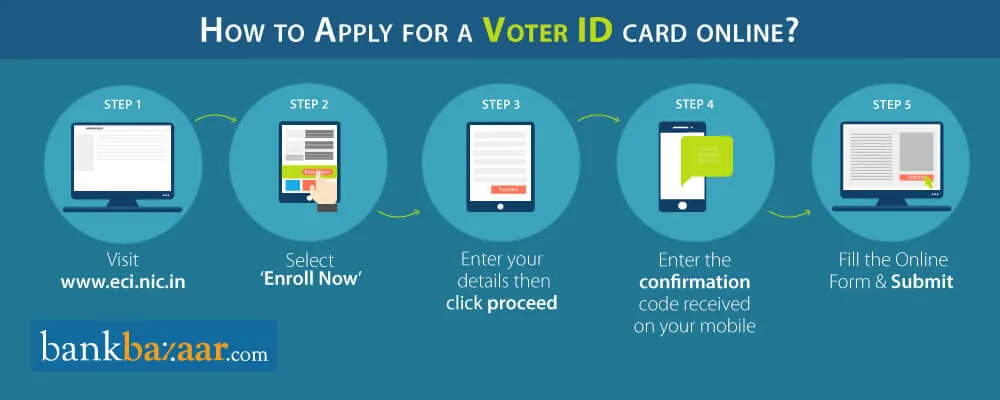 HOW TO APPLY FOR A VOTER ID CARD ONLINE?
STEP 1
Visit
www.eci.nic.in
STEP 2
Select
‘Enroll Now’
STEP 3
Proceed
Enter your
details then
click proceed
STEP 4
Enter the
confirmation
code received
on your mobile
STEP 5
Fill the Online
Form & Submit
bankbazaar.com